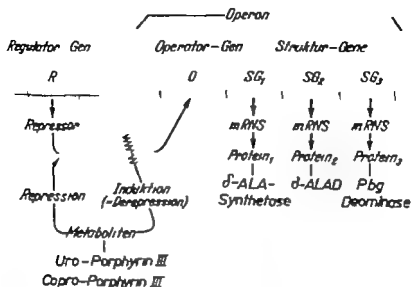 Operon
Regulator Gen Operator-Gen Struktur-Gene
R O SG₁ SG₂ SG₃
Repressor mRNS mRNS mRNS
Protein₁ Protein₂ Protein₃
Repression Induktion δ-ALA- δ-ALAD Pbg
(-Derepression) Synthetase Deaminase
Metaboliten
Uro-Porphyrin III
Copro-Porphyrin III